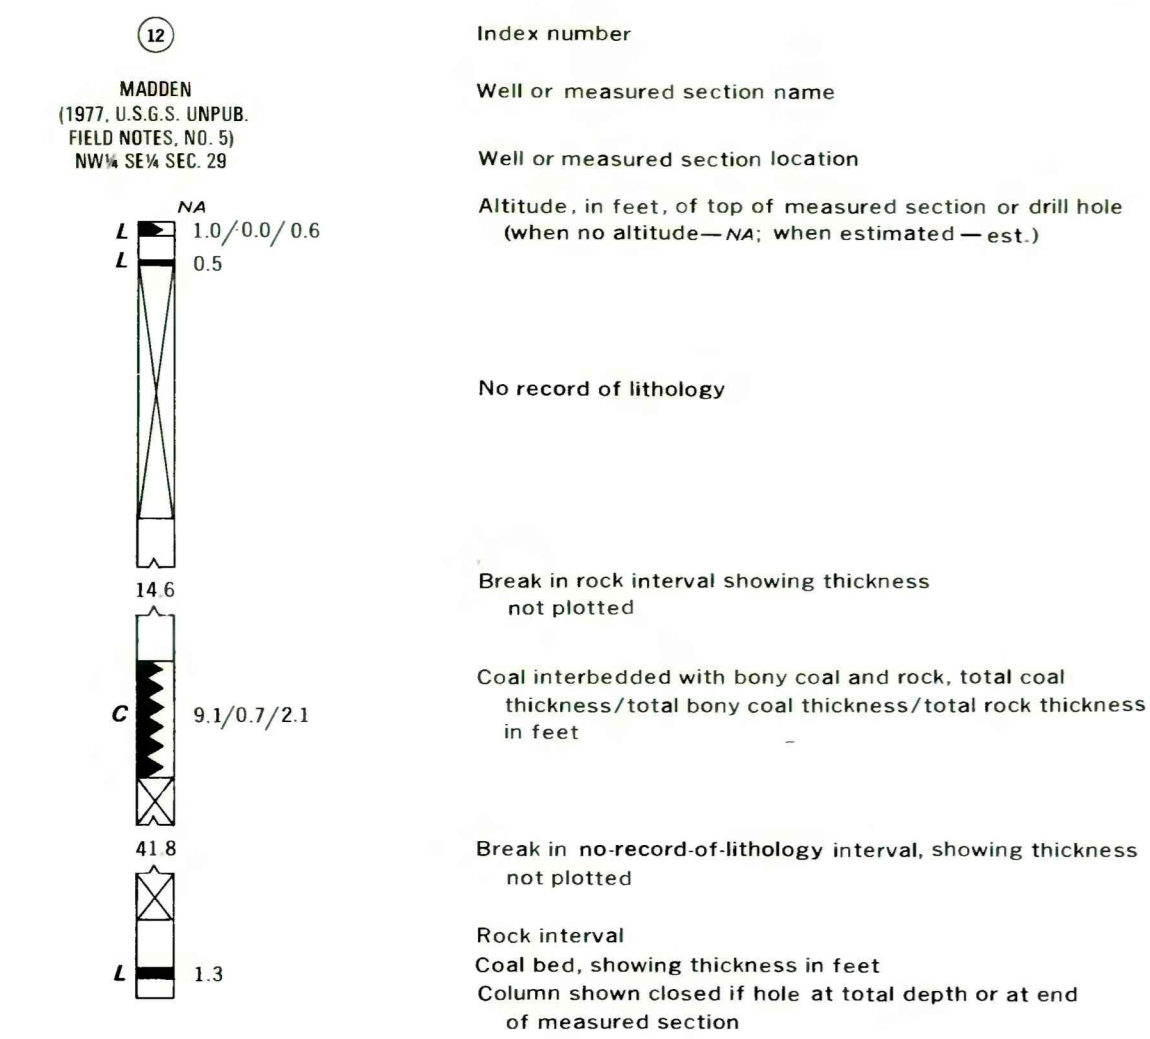 12
Index number
MADDEN
(1977, U.S.G.S. UNPUB.
FIELD NOTES, NO. 5)
NW¼ SE¼ SEC. 29
Well or measured section name
Well or measured section location
NA
L 1.0/0.0/0.6
L 0.5
Altitude, in feet, of top of measured section or drill hole
(when no altitude—NA; when estimated—est.)
No record of lithology
14.6
Break in rock interval showing thickness
not plotted
C 9.1/0.7/2.1
Coal interbedded with bony coal and rock, total coal
thickness/total bony coal thickness/total rock thickness
in feet
41.8
Break in no-record-of-lithology interval, showing thickness
not plotted
Rock interval
L 1.3
Coal bed, showing thickness in feet
Column shown closed if hole at total depth or at end
of measured section